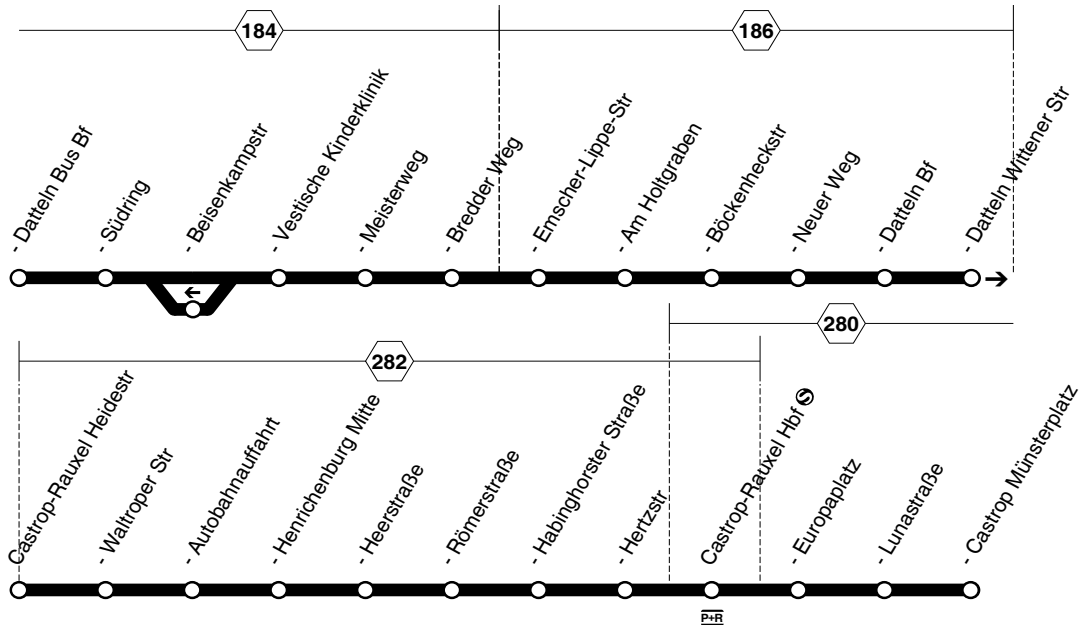 184
186
- Datteln Bus Bf
- Südring
- Beisenkampstr
- Vestische Kinderklinik
- Meisterweg
- Bredder Weg
- Emscher-Lippe-Str
- Am Holtgraben
- Böckenheckstr
- Neuer Weg
- Datteln Bf
- Datteln Wittener Str
280
282
Castrop-Rauxel Heidestr
- Waltroper Str
- Autobahnauffahrt
- Henrichenburg Mitte
- Heerstraße
- Römerstraße
- Habinghorster Straße
- Hertzstr
Castrop-Rauxel Hbf Ⓢ
- Europaplatz
- Lunastraße
- Castrop Münsterplatz
P+R